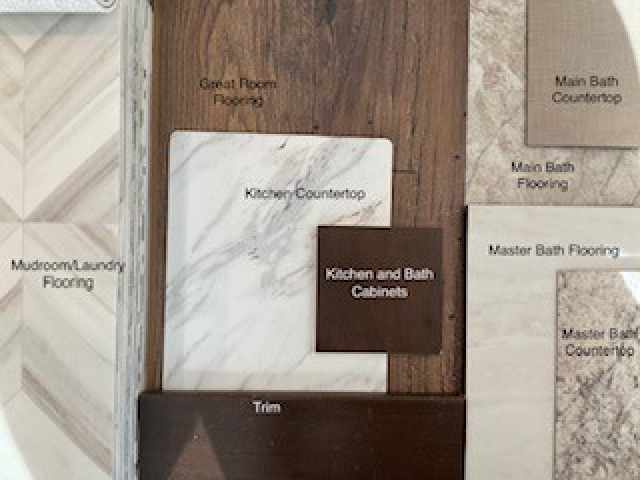 Great Room
Flooring
Main Bath
Countertop
Kitchen Countertop
Main Bath
Flooring
Mudroom/Laundry
Flooring
Kitchen and Bath
Cabinets
Master Bath Flooring
Master Bath
Countertop
Trim